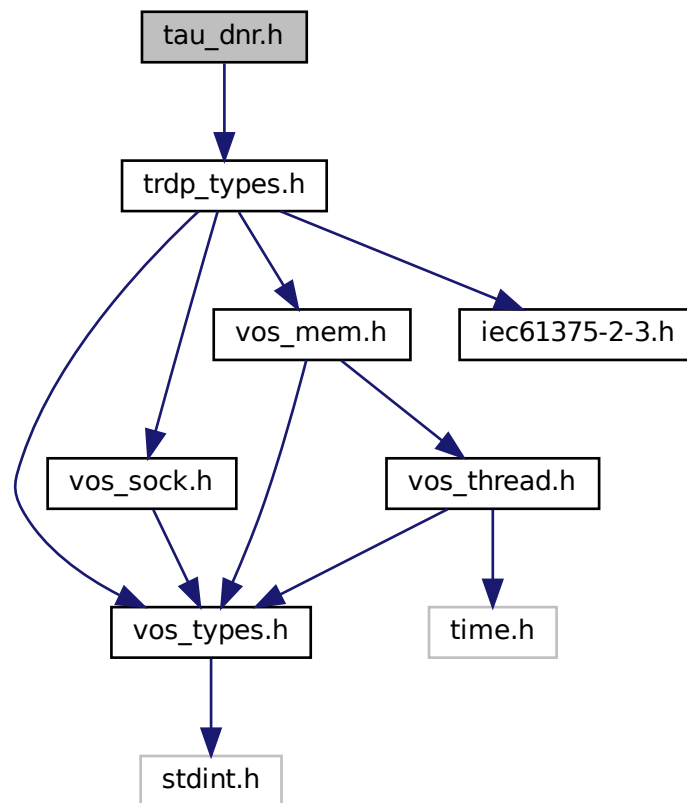 tau_dnr.h
trdp_types.h
vos_mem.h
iec61375-2-3.h
vos_sock.h
vos_thread.h
vos_types.h
time.h
stdint.h